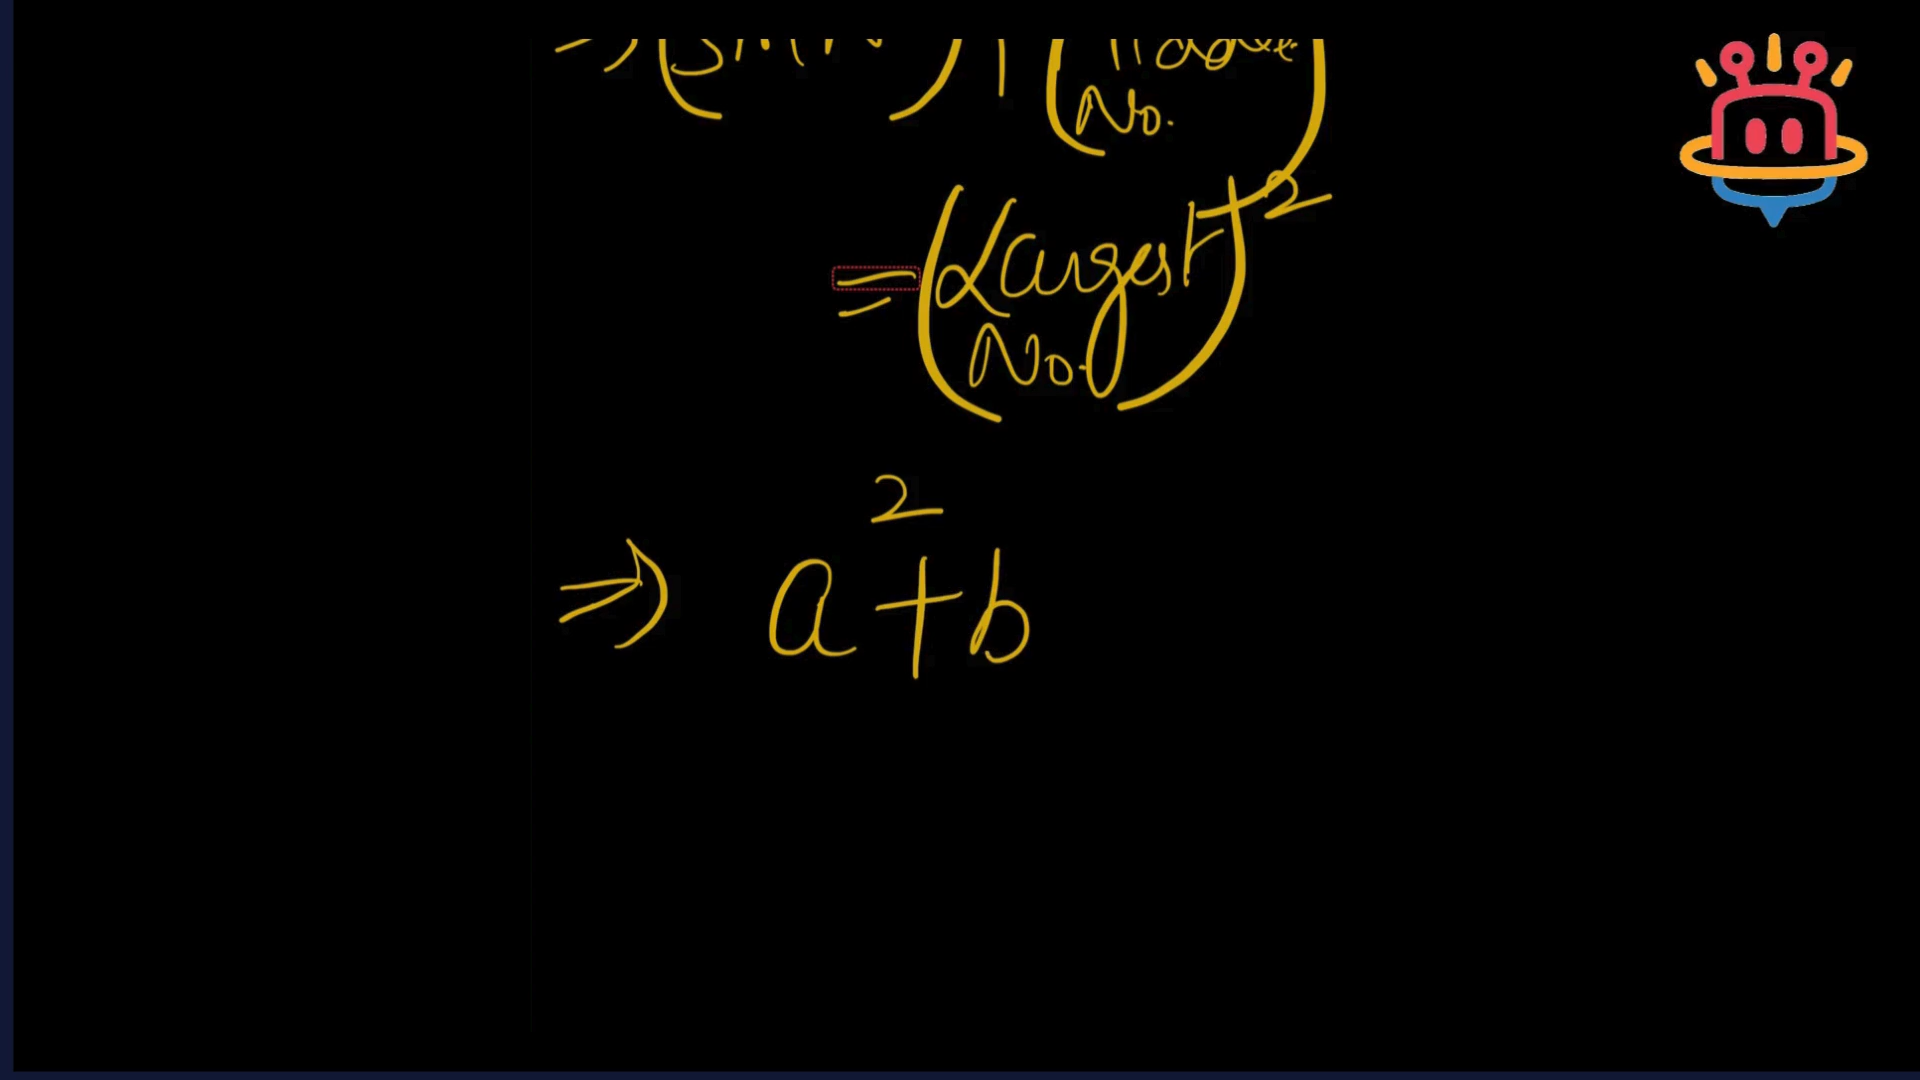 No.
= (Largest
No.)²
⇒ a²+b